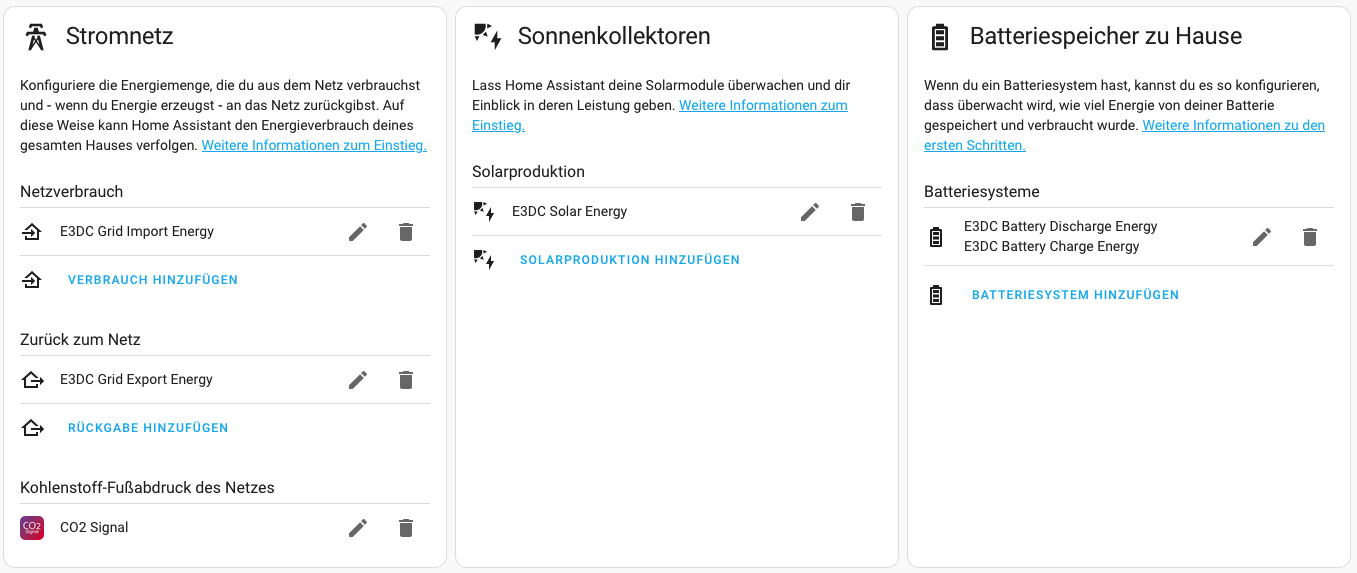 Stromnetz
Konfiguriere die Energiemenge, die du aus dem Netz verbrauchst
und - wenn du Energie erzeugst - an das Netz zurückgibst. Auf
diese Weise kann Home Assistant den Energieverbrauch deines
gesamten Hauses verfolgen. Weitere Informationen zum Einstieg.
Netzverbrauch
E3DC Grid Import Energy
VERBRAUCH HINZUFÜGEN
Zurück zum Netz
E3DC Grid Export Energy
RÜCKGABE HINZUFÜGEN
Kohlenstoff-Fußabdruck des Netzes
CO2
Signal
CO2 Signal
Sonnenkollektoren
Lass Home Assistant deine Solarmodule überwachen und dir
Einblick in deren Leistung geben. Weitere Informationen zum
Einstieg.
Solarproduktion
E3DC Solar Energy
SOLARPRODUKTION HINZUFÜGEN
Batteriespeicher zu Hause
Wenn du ein Batteriesystem hast, kannst du es so konfigurieren,
dass überwacht wird, wie viel Energie von deiner Batterie
gespeichert und verbraucht wurde. Weitere Informationen zu den
ersten Schritten.
Batteriesysteme
E3DC Battery Discharge Energy
E3DC Battery Charge Energy
BATTERIESYSTEM HINZUFÜGEN